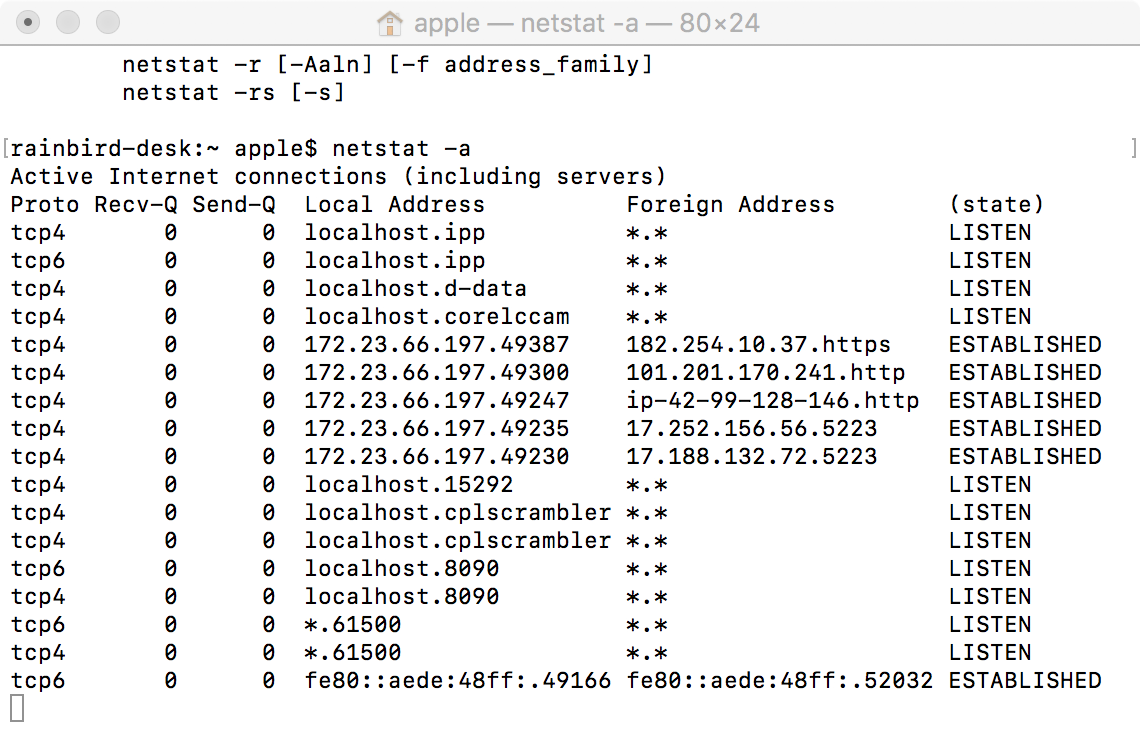 apple — netstat -a — 80×24
netstat -r [-Aaln] [-f address_family]
netstat -rs [-s]
[rainbird-desk:~ apple$ netstat -a ]
Active Internet connections (including servers)
Proto Recv-Q Send-Q  Local Address          Foreign Address        (state)
tcp4       0      0  localhost.ipp          *.*                    LISTEN
tcp6       0      0  localhost.ipp          *.*                    LISTEN
tcp4       0      0  localhost.d-data       *.*                    LISTEN
tcp4       0      0  localhost.corelccam    *.*                    LISTEN
tcp4       0      0  172.23.66.197.49387    182.254.10.37.https    ESTABLISHED
tcp4       0      0  172.23.66.197.49300    101.201.170.241.http   ESTABLISHED
tcp4       0      0  172.23.66.197.49247    ip-42-99-128-146.http  ESTABLISHED
tcp4       0      0  172.23.66.197.49235    17.252.156.56.5223     ESTABLISHED
tcp4       0      0  172.23.66.197.49230    17.188.132.72.5223     ESTABLISHED
tcp4       0      0  localhost.15292        *.*                    LISTEN
tcp4       0      0  localhost.cplscrambler *.*                    LISTEN
tcp4       0      0  localhost.cplscrambler *.*                    LISTEN
tcp6       0      0  localhost.8090         *.*                    LISTEN
tcp4       0      0  localhost.8090         *.*                    LISTEN
tcp6       0      0  *.61500                *.*                    LISTEN
tcp4       0      0  *.61500                *.*                    LISTEN
tcp6       0      0  fe80::aede:48ff:.49166 fe80::aede:48ff:.52032 ESTABLISHED